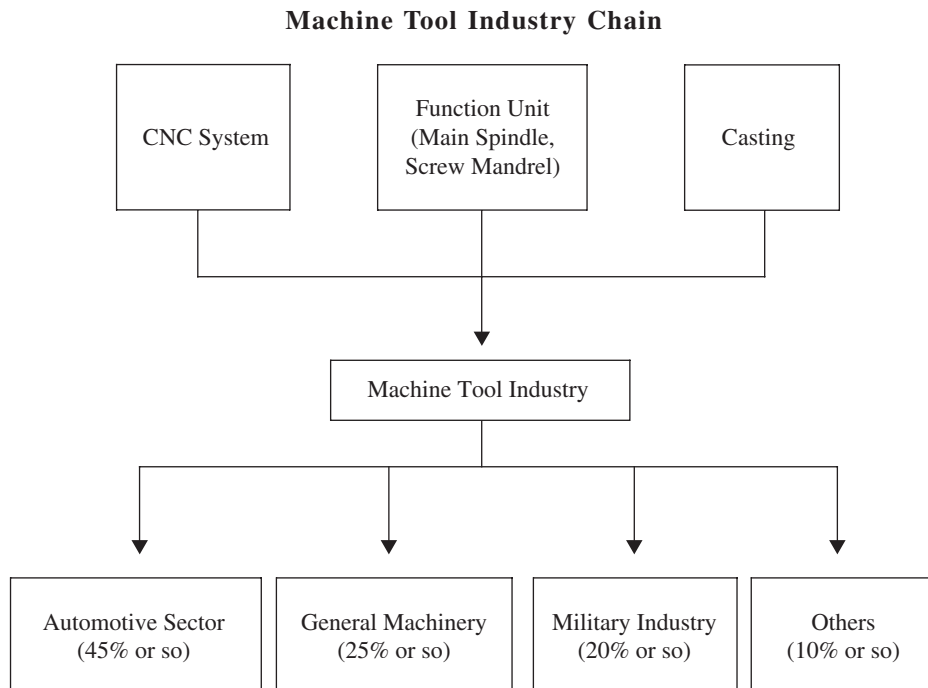 Machine Tool Industry Chain
CNC System
Function Unit
(Main Spindle,
Screw Mandrel)
Casting
Machine Tool Industry
Automotive Sector
(45% or so)
General Machinery
(25% or so)
Military Industry
(20% or so)
Others
(10% or so)